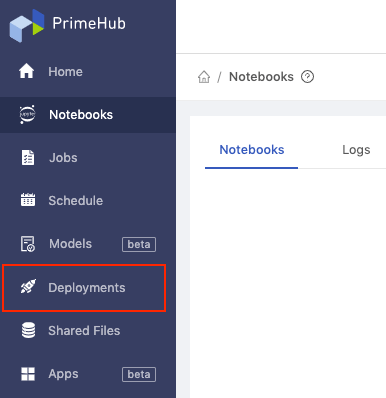 PrimeHub
Home
Notebooks
Jobs
Schedule
Models beta
Deployments
Shared Files
Apps beta
/ Notebooks ?
Notebooks Logs